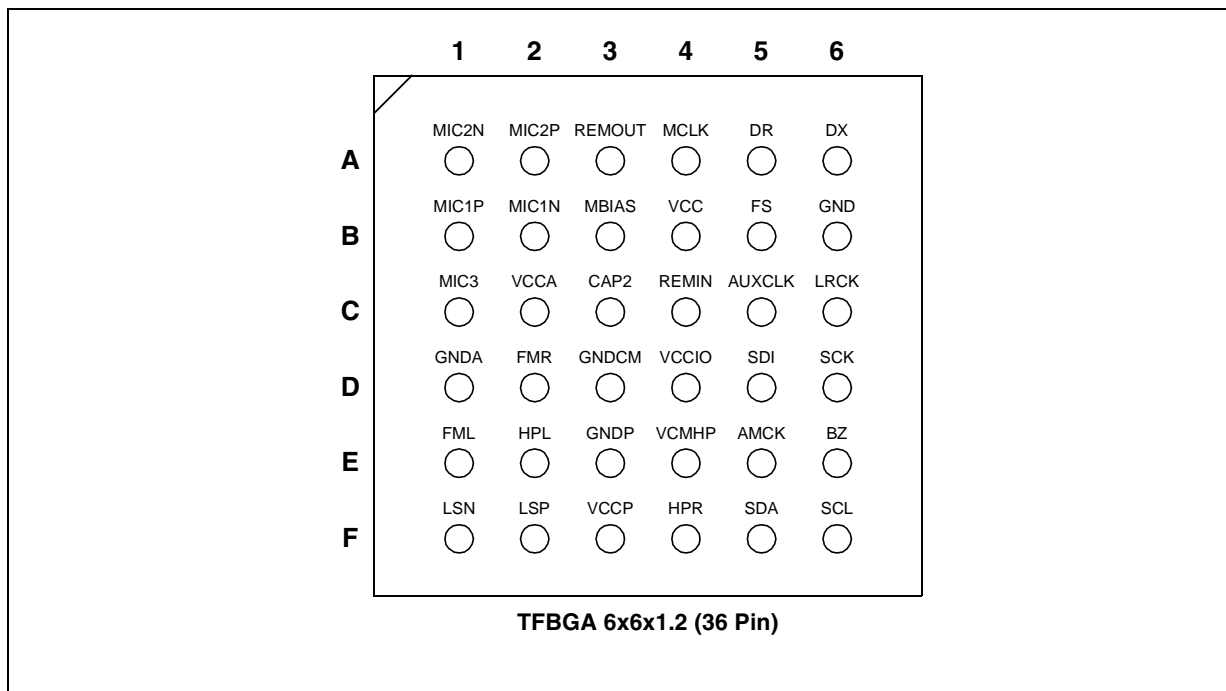 1 2 3 4 5 6
MIC2N MIC2P REMOUT MCLK DR DX
A
MIC1P MIC1N MBIAS VCC FS GND
B
MIC3 VCCA CAP2 REMIN AUXCLK LRCK
C
GNDA FMR GNDCM VCCIO SDI SCK
D
FML HPL GNDP VCMHP AMCK BZ
E
LSN LSP VCCP HPR SDA SCL
F
TFBGA 6x6x1.2 (36 Pin)